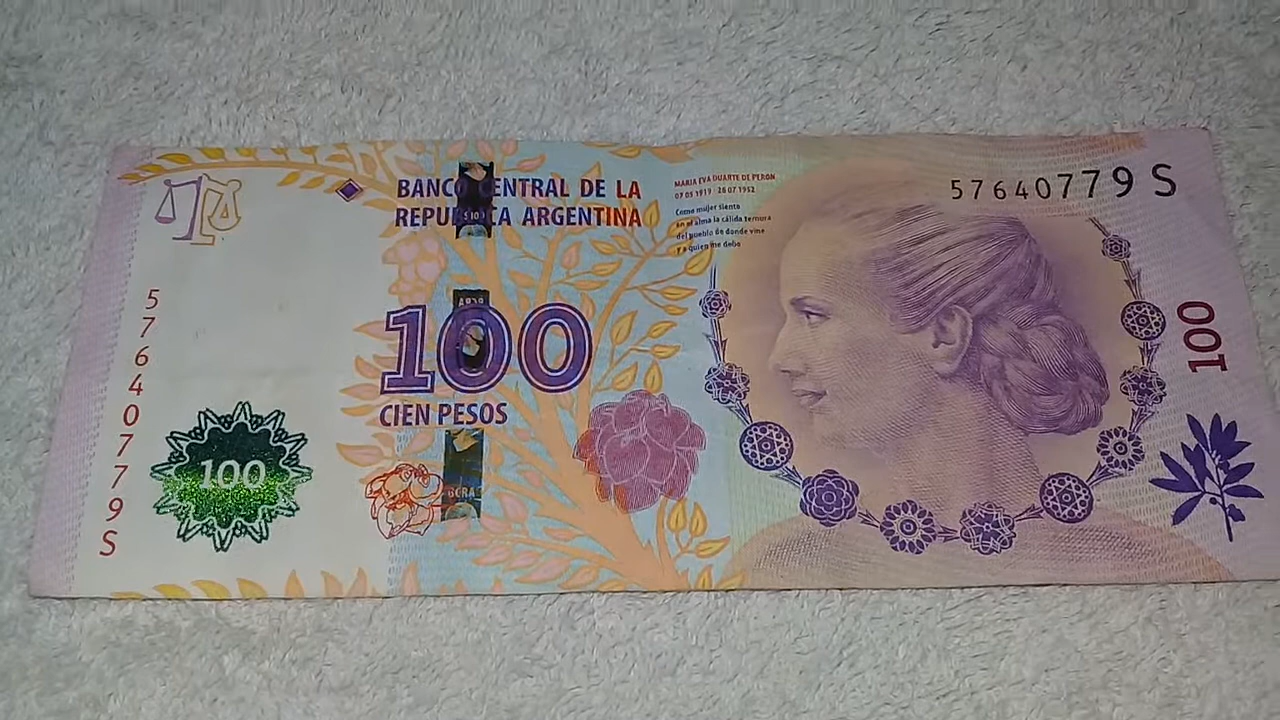 BANCO CENTRAL DE LA
REPUBLICA ARGENTINA
MARIA EVA DUARTE DE PERON
07 05 1919 26 07 1952
Como mujer siento
en el alma la cálida ternura
del pueblo de donde vine
y a quien me debo
57640779 S
57640779S
100
CIEN PESOS
100
100
BCRA